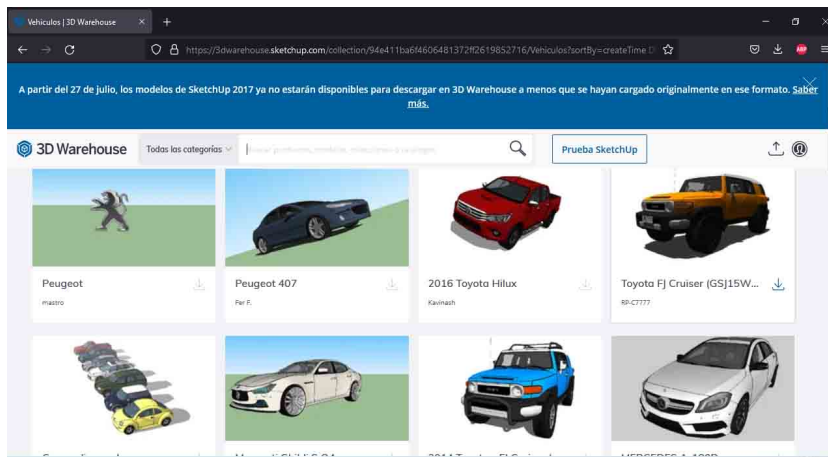 Vehiculos | 3D Warehouse
https://3dwarehouse.sketchup.com/collection/94e411ba6f4606481372ff2619852716/Vehiculos?sortBy=createTime D
ABP
A partir del 27 de julio, los modelos de SketchUp 2017 ya no estarán disponibles para descargar en 3D Warehouse a menos que se hayan cargado originalmente en ese formato. Saber
más.
3D Warehouse
Todas las categorías
Prueba SketchUp
Peugeot
Peugeot 407
2016 Toyota Hilux
Toyota FJ Cruiser (GSJ15W...
mastro
Fer F.
Kavinash
RP-C7777